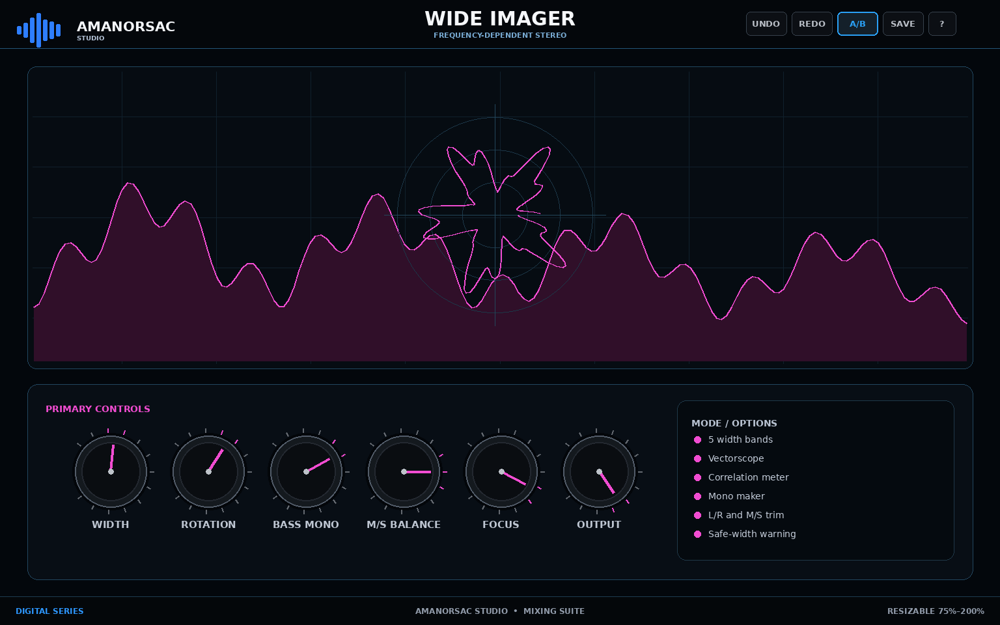 AMANORSAC
STUDIO
WIDE IMAGER
FREQUENCY-DEPENDENT STEREO
UNDO
REDO
A/B
SAVE
?
PRIMARY CONTROLS
WIDTH
ROTATION
BASS MONO
M/S BALANCE
FOCUS
OUTPUT
MODE / OPTIONS
5 width bands
Vectorscope
Correlation meter
Mono maker
L/R and M/S trim
Safe-width warning
DIGITAL SERIES
AMANORSAC STUDIO • MIXING SUITE
RESIZABLE 75%–200%